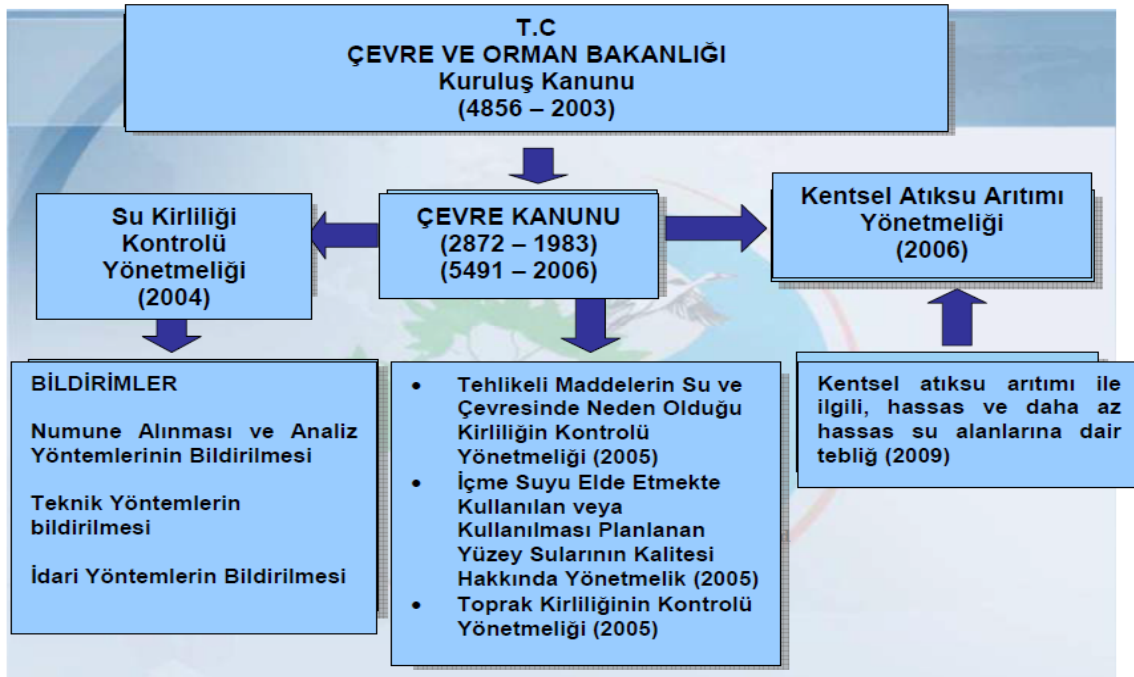 T.C
ÇEVRE VE ORMAN BAKANLIĞI
Kuruluş Kanunu
(4856 – 2003)
Su Kirliliği
Kontrolü
Yönetmeliği
(2004)
ÇEVRE KANUNU
(2872 – 1983)
(5491 – 2006)
Kentsel Atıksu Arıtımı
Yönetmeliği
(2006)
BİLDİRİMLER
Numune Alınması ve Analiz
Yöntemlerinin Bildirilmesi
Teknik Yöntemlerin
bildirilmesi
İdari Yöntemlerin Bildirilmesi
• Tehlikeli Maddelerin Su ve
Çevresinde Neden Olduğu
Kirliliğin Kontrolü
Yönetmeliği (2005)
• İçme Suyu Elde Etmekte
Kullanılan veya
Kullanılması Planlanan
Yüzey Sularının Kalitesi
Hakkında Yönetmelik (2005)
• Toprak Kirliliğinin Kontrolü
Yönetmeliği (2005)
Kentsel atıksu arıtımı ile
ilgili, hassas ve daha az
hassas su alanlarına dair
tebliğ (2009)